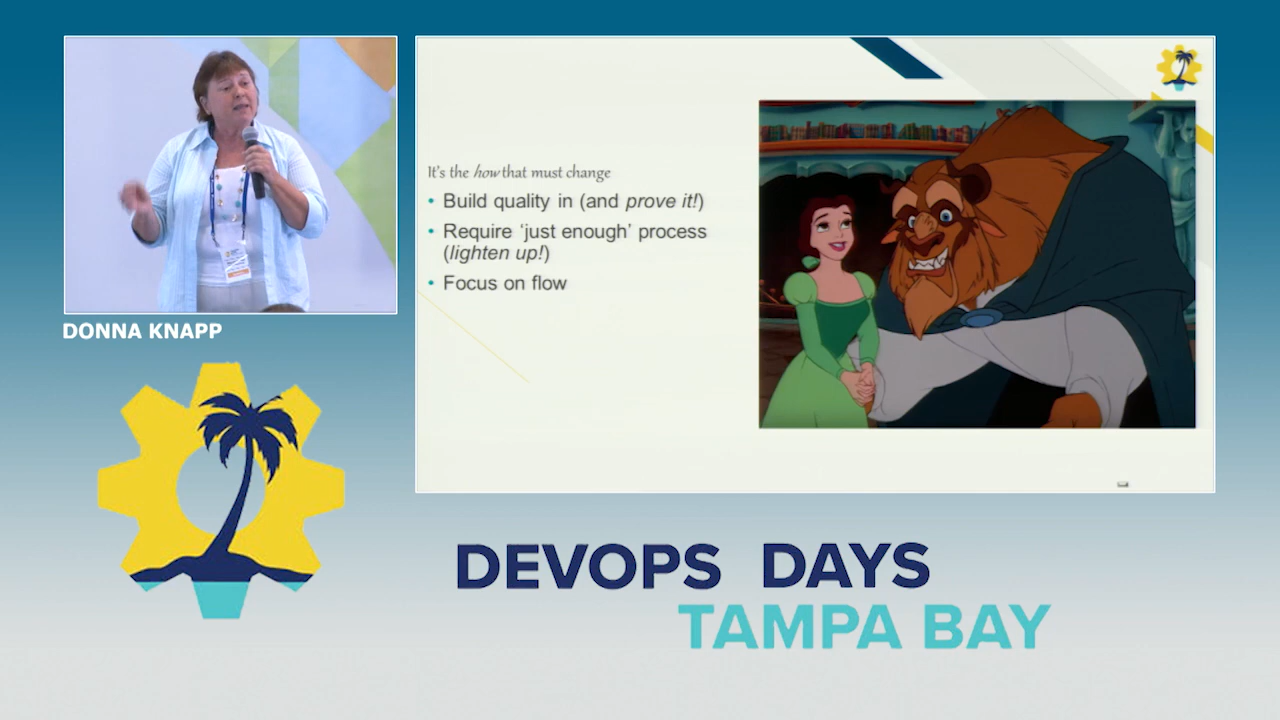 It's the how that must change
• Build quality in (and prove it!)
• Require 'just enough' process
(lighten up!)
• Focus on flow
DONNA KNAPP
DEVOPS DAYS
TAMPA BAY